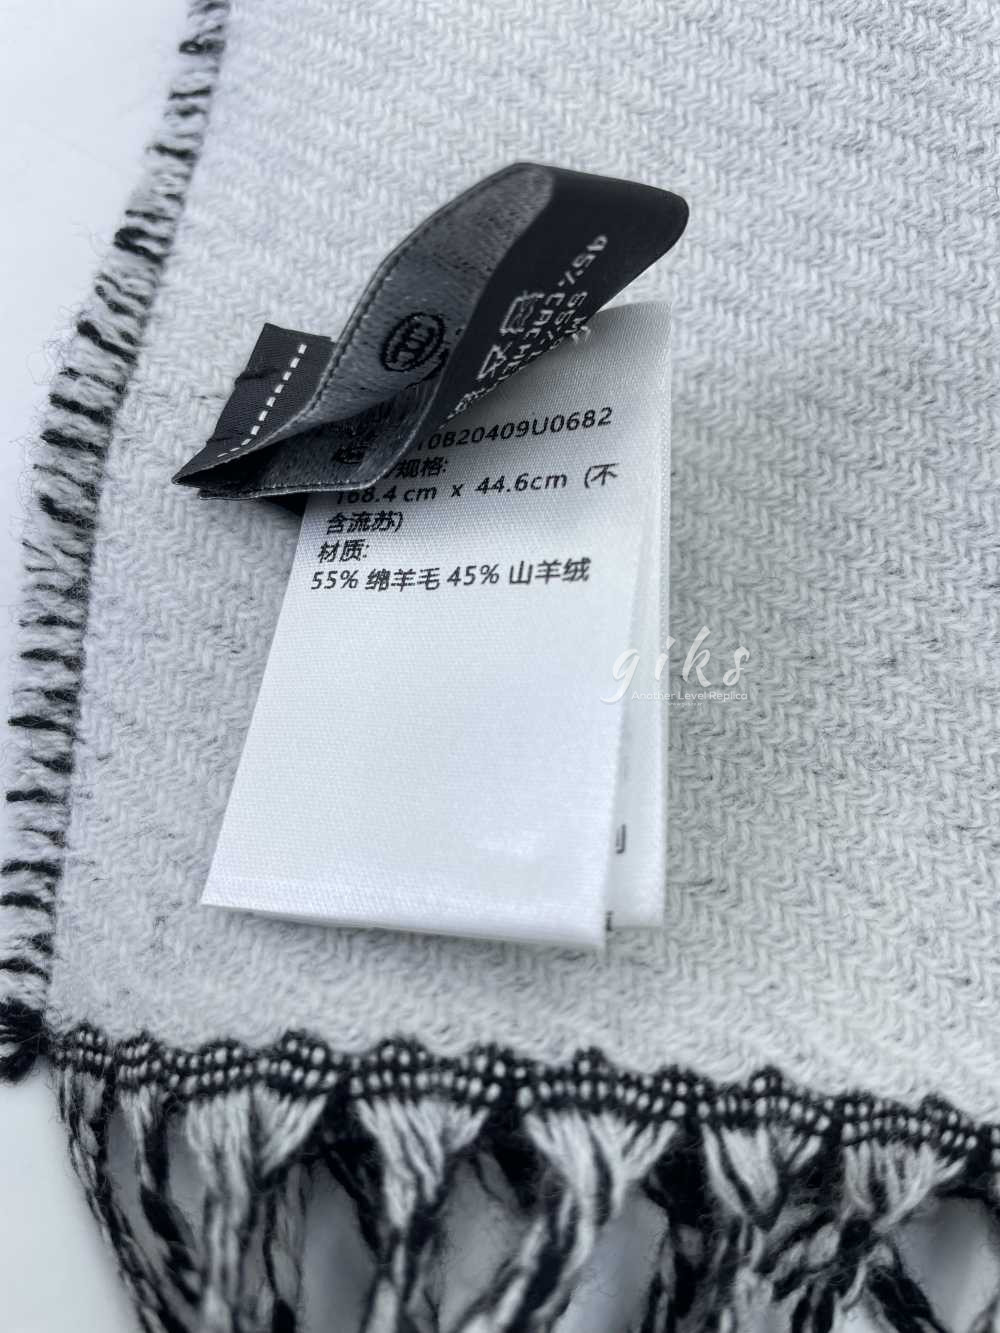 45%
10B20409U0682
规格:
168.4 cm x 44.6cm (不
含流苏)
材质:
55% 绵羊毛 45% 山羊绒
giks
Another Level Replica